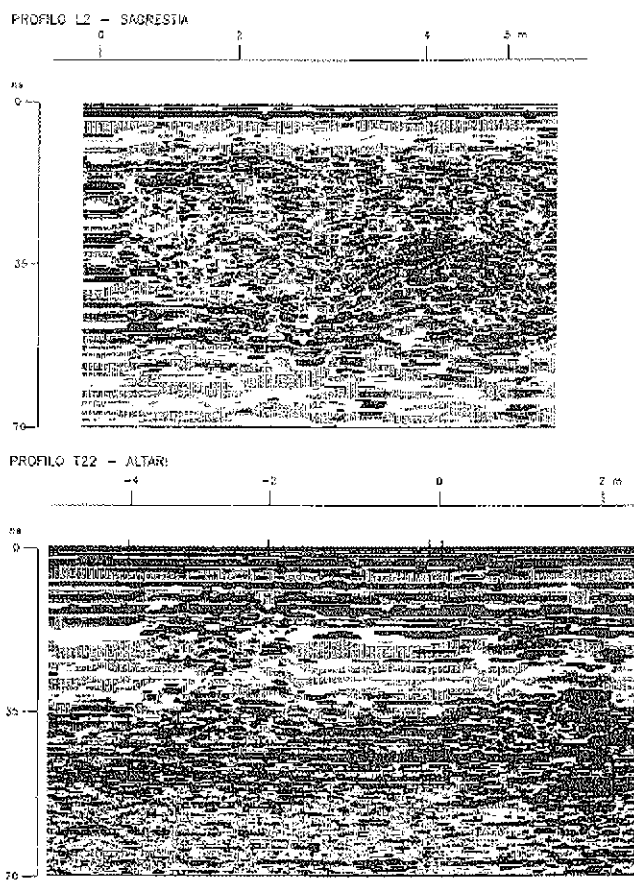 PROFILO L2 - SAGRESTIA
0 2 4 5 m
ns
0
35
70
PROFILO T22 - ALTARI
-4 -2 0 2 m
ns
0
35
70